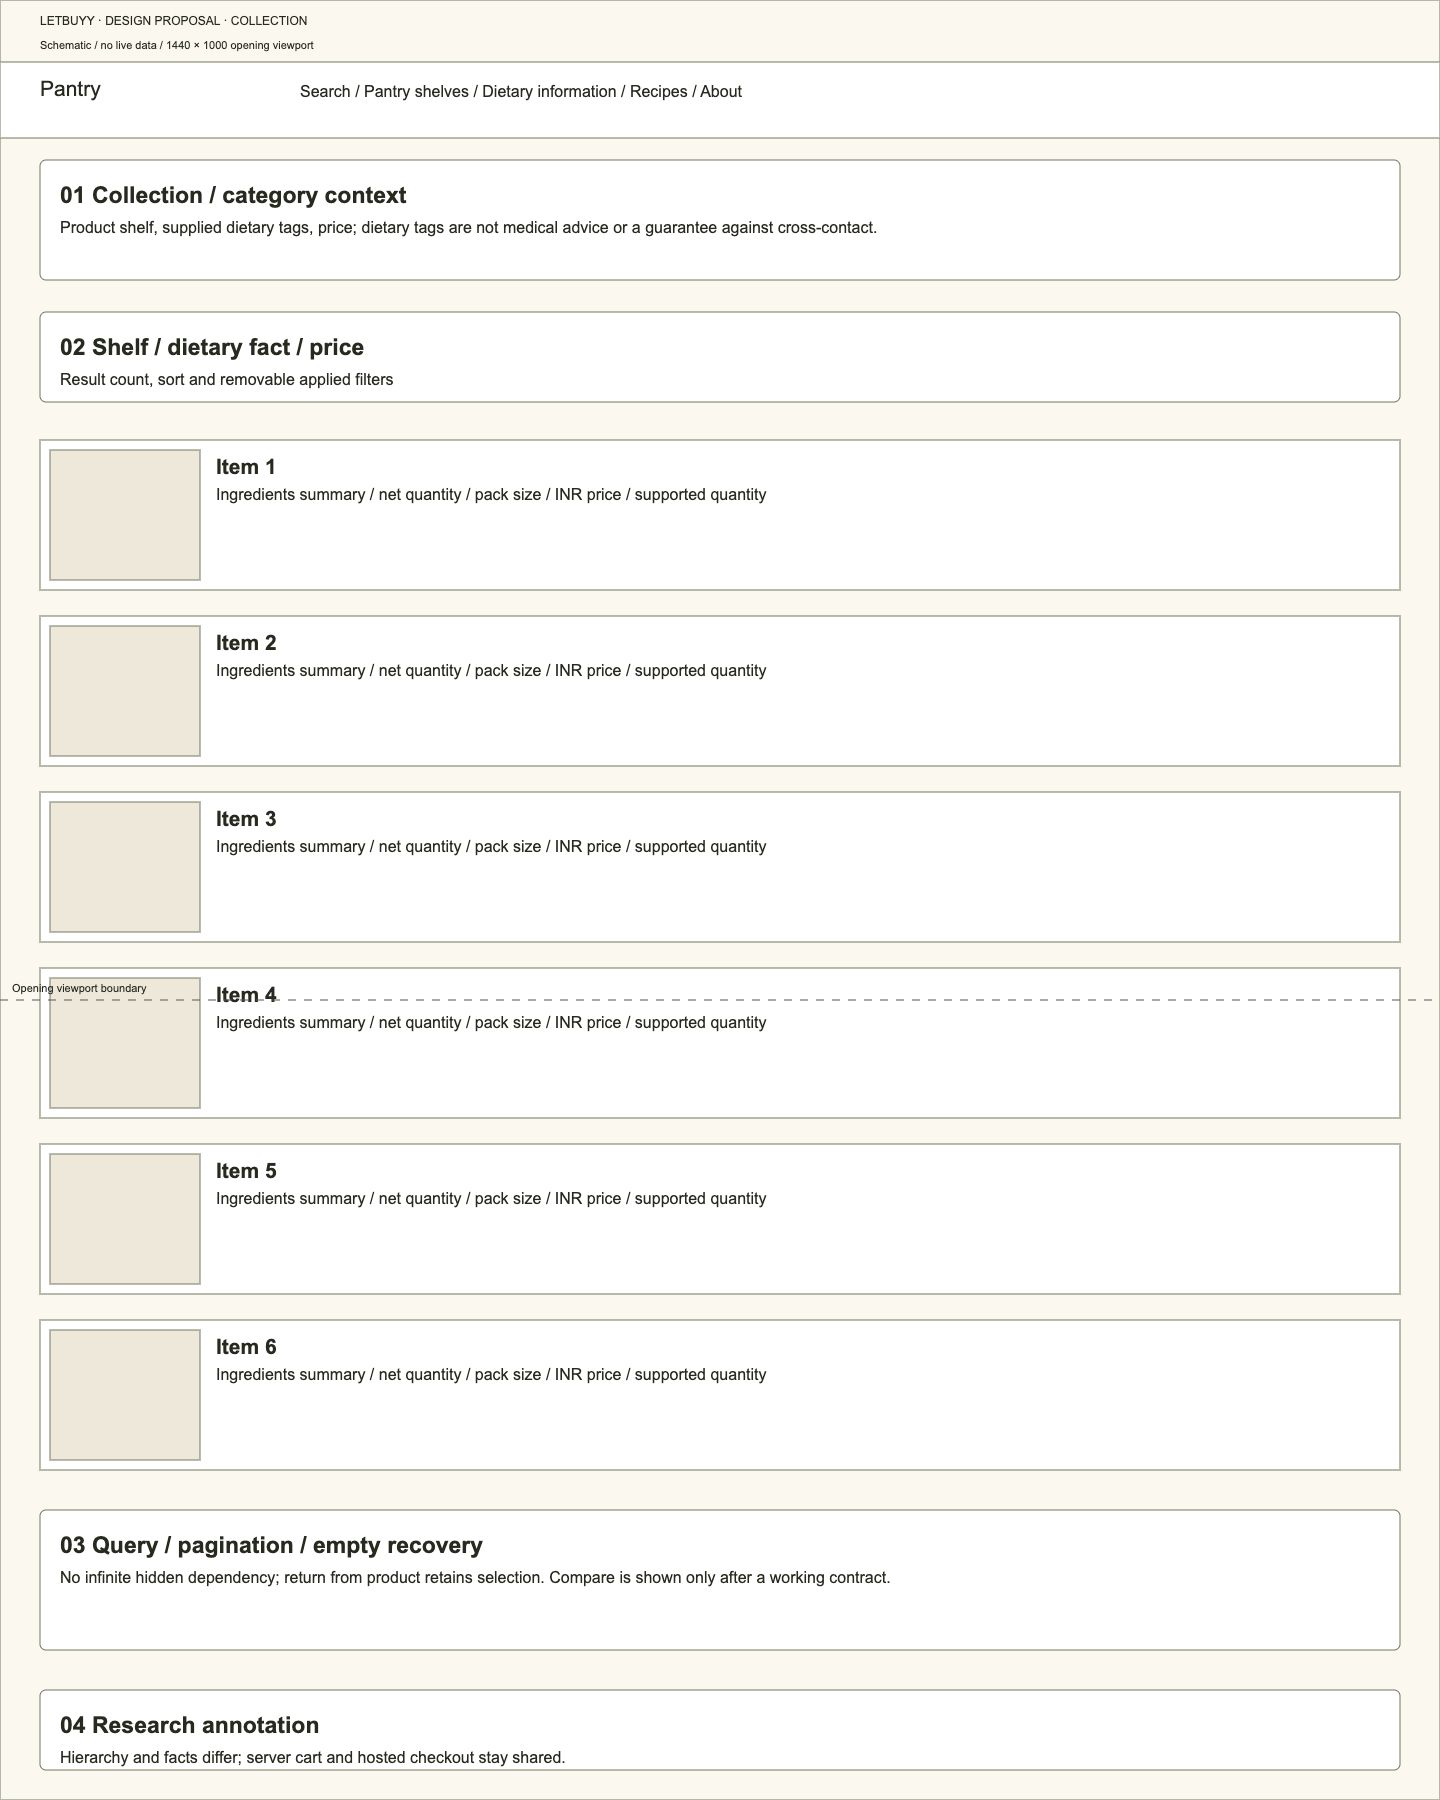 LETBUYY · DESIGN PROPOSAL · COLLECTION
Schematic / no live data / 1440 × 1000 opening viewport
Pantry
Search / Pantry shelves / Dietary information / Recipes / About
01 Collection / category context
Product shelf, supplied dietary tags, price; dietary tags are not medical advice or a guarantee against cross-contact.
02 Shelf / dietary fact / price
Result count, sort and removable applied filters
Item 1
Ingredients summary / net quantity / pack size / INR price / supported quantity
Item 2
Ingredients summary / net quantity / pack size / INR price / supported quantity
Item 3
Ingredients summary / net quantity / pack size / INR price / supported quantity
Opening viewport boundary
Item 4
Ingredients summary / net quantity / pack size / INR price / supported quantity
Item 5
Ingredients summary / net quantity / pack size / INR price / supported quantity
Item 6
Ingredients summary / net quantity / pack size / INR price / supported quantity
03 Query / pagination / empty recovery
No infinite hidden dependency; return from product retains selection. Compare is shown only after a working contract.
04 Research annotation
Hierarchy and facts differ; server cart and hosted checkout stay shared.